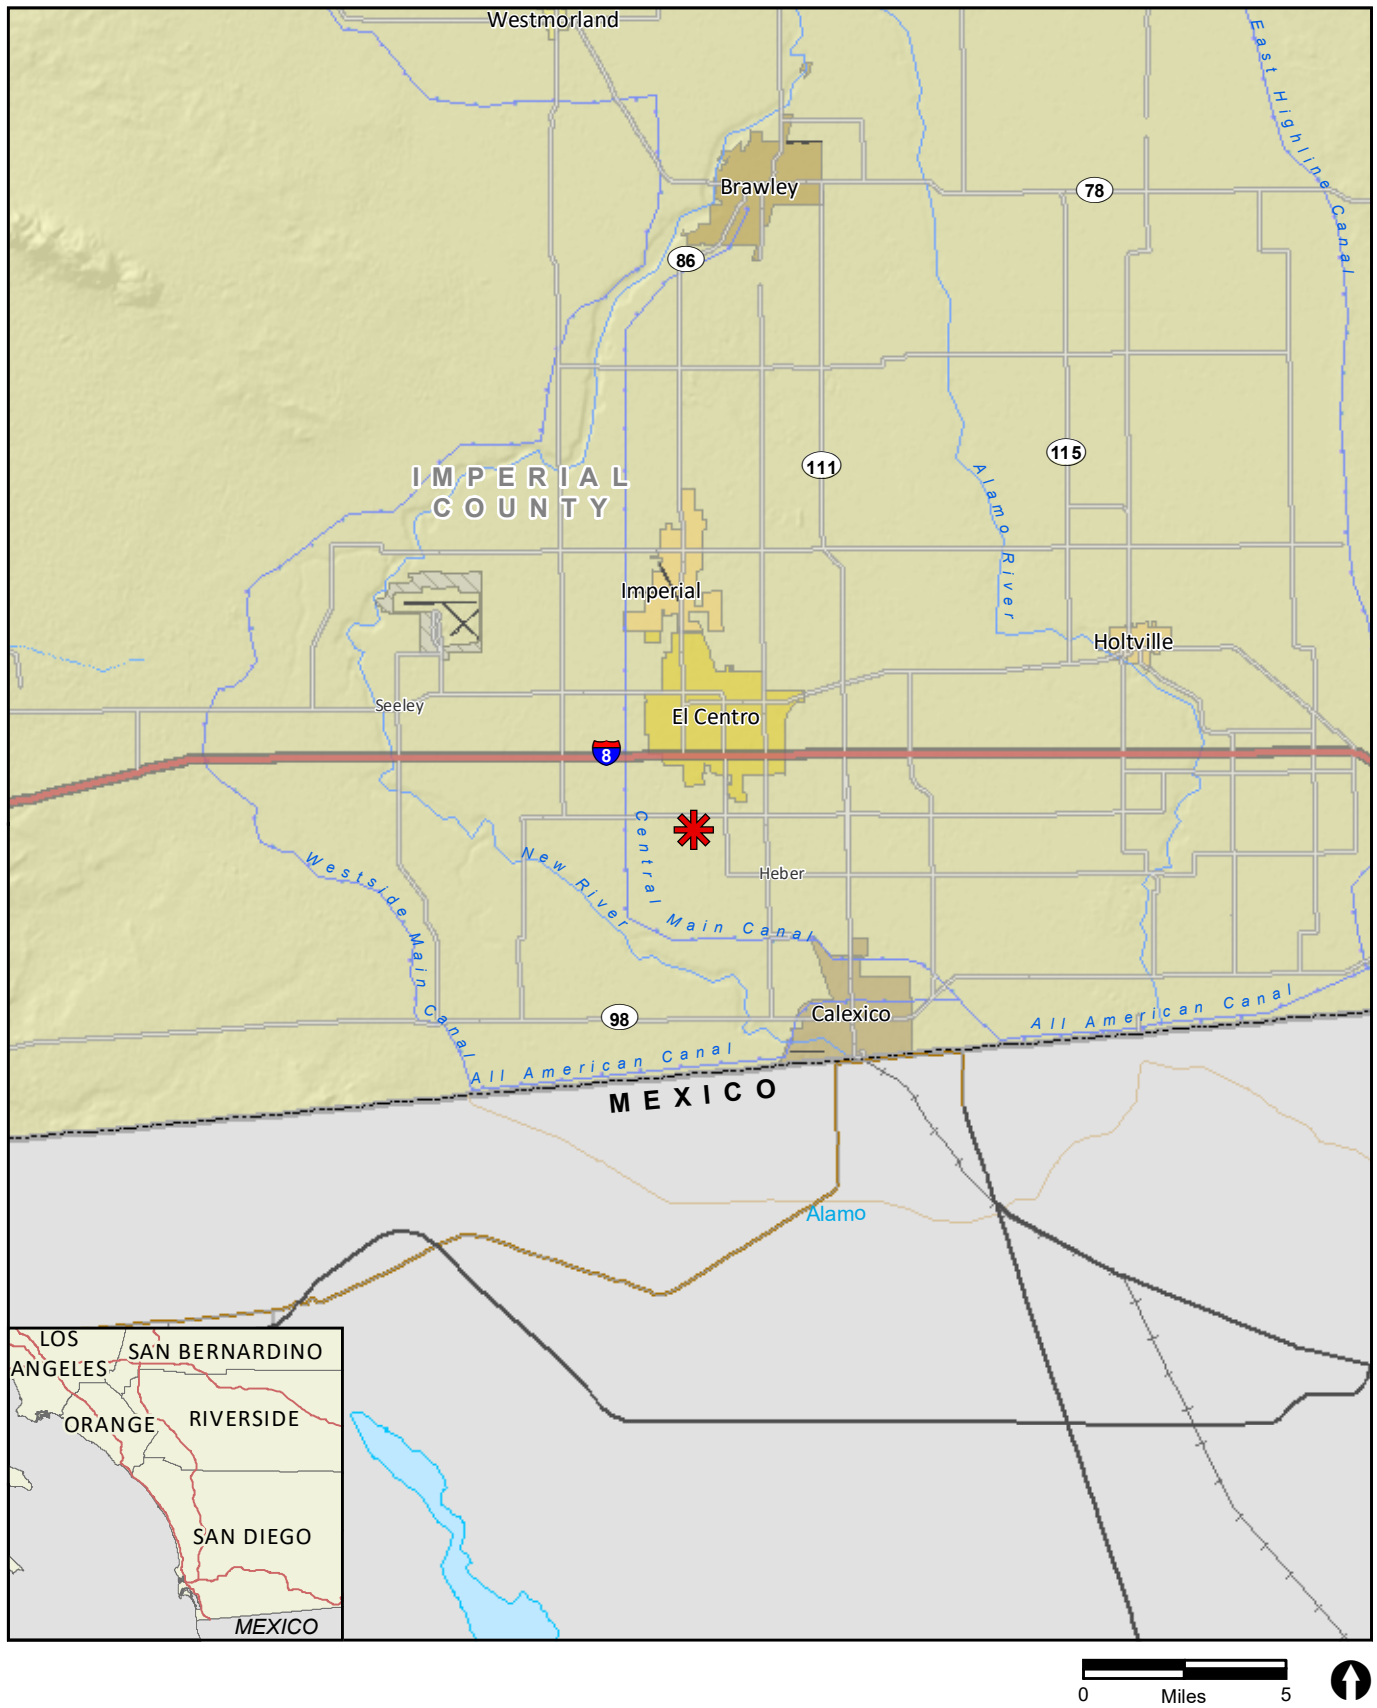 Westmorland
East Highline Canal
Brawley
78
86
IMPERIAL
COUNTY
111
115
Alamo River
Imperial
Holtville
Seeley
El Centro
8
Central Main Canal
New River
Westside Main Canal
Heber
98
Calexico
All American Canal
All American Canal
MEXICO
Alamo
LOS
ANGELES
SAN BERNARDINO
ORANGE
RIVERSIDE
SAN DIEGO
MEXICO
0 Miles 5